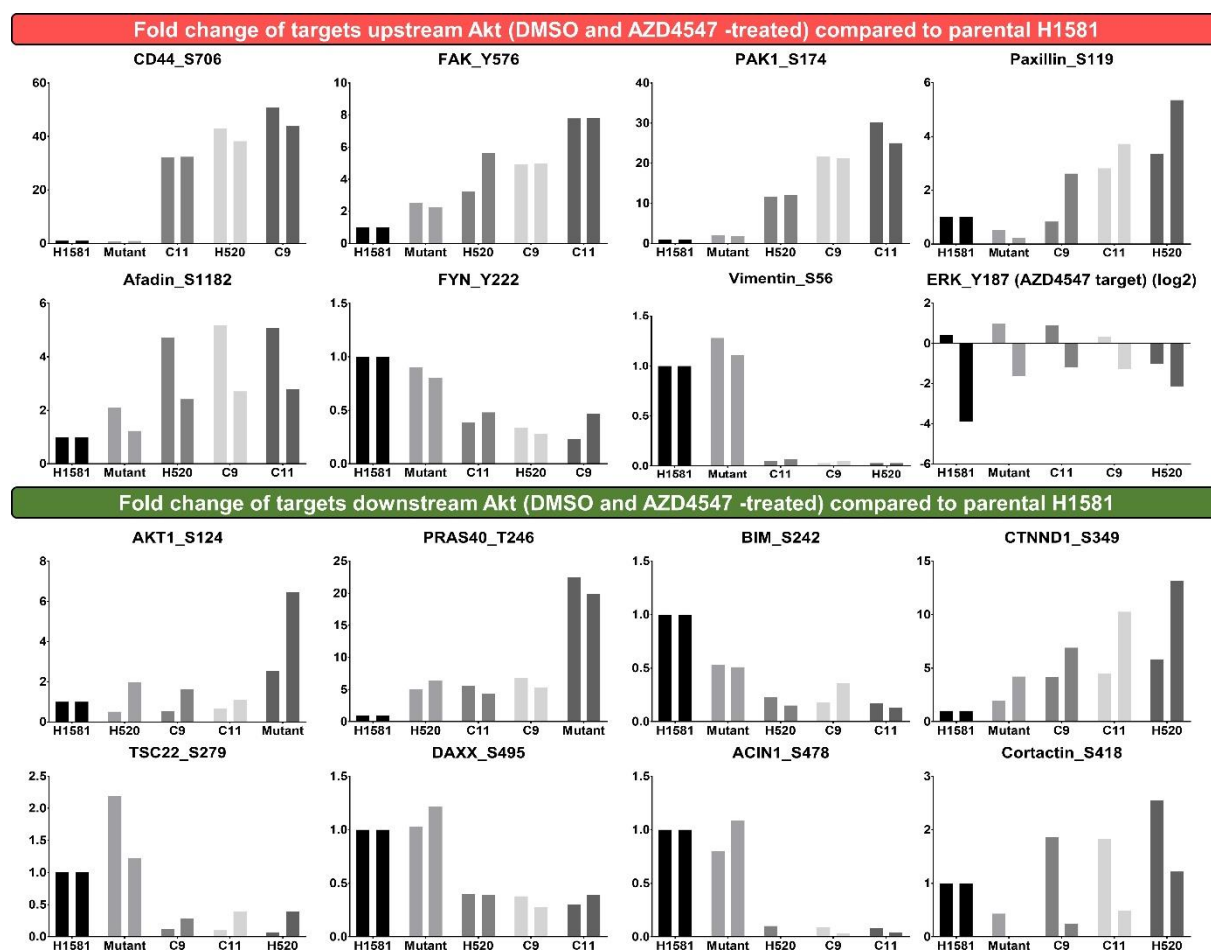 Fold change of targets upstream Akt (DMSO and AZD4547 -treated) compared to parental H1581
CD44_S706
60
40
20
0
H1581 Mutant C11 H520 C9
FAK_Y576
8
6
4
2
0
H1581 Mutant H520 C9 C11
PAK1_S174
40
30
20
10
0
H1581 Mutant H520 C9 C11
Paxillin_S119
6
4
2
0
H1581 Mutant C9 C11 H520
Afadin_S1182
6
4
2
0
H1581 Mutant H520 C9 C11
FYN_Y222
1.5
1.0
0.5
0.0
H1581 Mutant C11 H520 C9
Vimentin_S56
1.5
1.0
0.5
0.0
H1581 Mutant C11 C9 H520
ERK_Y187 (AZD4547 target) (log2)
2
0
-2
-4
-6
H1581 Mutant C11 C9 H520
Fold change of targets downstream Akt (DMSO and AZD4547 -treated) compared to parental H1581
AKT1_S124
8
6
4
2
0
H1581 H520 C9 C11 Mutant
PRAS40_T246
25
20
15
10
5
0
H1581 H520 C11 C9 Mutant
BIM_S242
1.5
1.0
0.5
0.0
H1581 Mutant H520 C9 C11
CTNND1_S349
15
10
5
0
H1581 Mutant C9 C11 H520
TSC22_S279
2.5
2.0
1.5
1.0
0.5
0.0
H1581 Mutant C9 C11 H520
DAXX_S495
1.5
1.0
0.5
0.0
H1581 Mutant H520 C9 C11
ACIN1_S478
1.5
1.0
0.5
0.0
H1581 Mutant H520 C9 C11
Cortactin_S418
3
2
1
0
H1581 Mutant C9 C11 H520